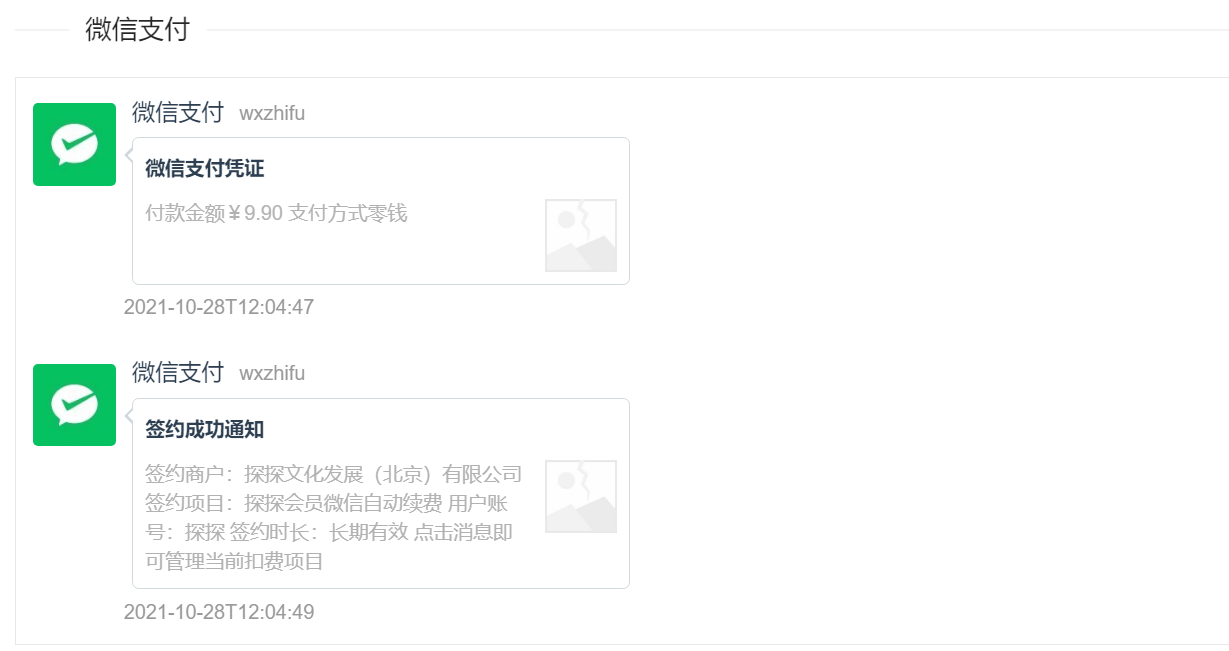 微信支付
微信支付 wxzhifu
微信支付凭证
付款金额￥9.90 支付方式零钱
2021-10-28T12:04:47
微信支付 wxzhifu
签约成功通知
签约商户：探探文化发展（北京）有限公司
签约项目：探探会员微信自动续费 用户账
号：探探 签约时长：长期有效 点击消息即
可管理当前扣费项目
2021-10-28T12:04:49